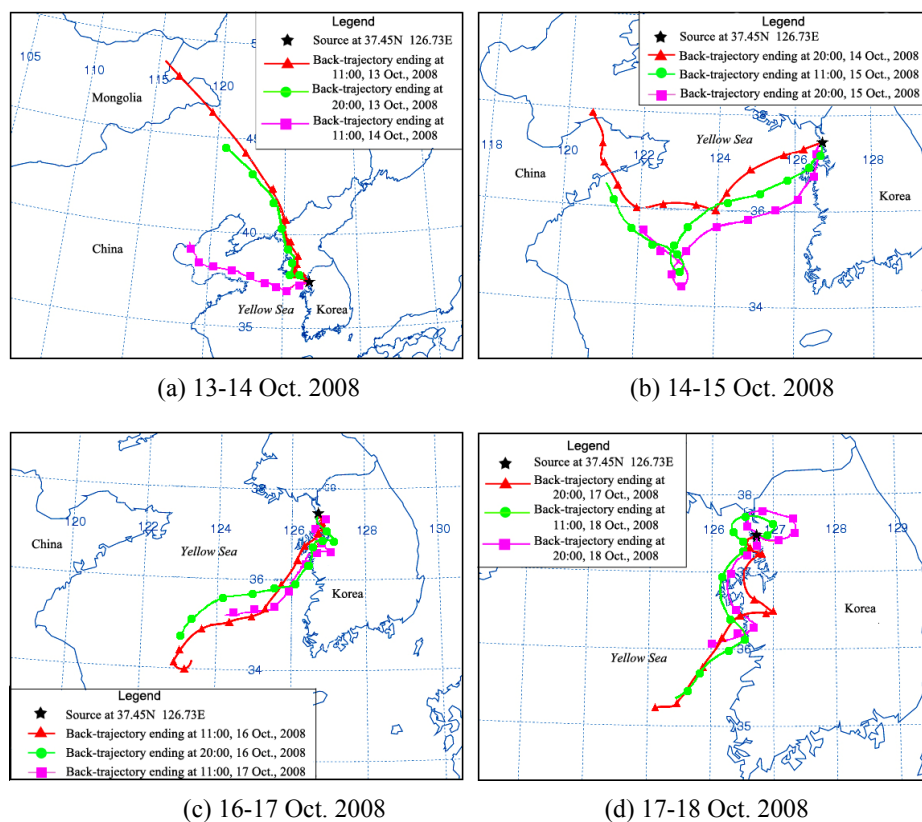 Legend
Source at 37.45N 126.73E
Back-trajectory ending at
11:00, 13 Oct., 2008
Back-trajectory ending at
20:00, 13 Oct., 2008
Back-trajectory ending at
11:00, 14 Oct., 2008
105
110
115
120
Mongolia
China
40
35
Yellow Sea
Korea
(a) 13-14 Oct. 2008
Legend
Source at 37.45N 126.73E
Back-trajectory ending at 20:00, 14 Oct., 2008
Back-trajectory ending at 11:00, 15 Oct., 2008
Back-trajectory ending at 20:00, 15 Oct., 2008
118
120
122
124
126
128
Yellow Sea
China
Korea
36
34
(b) 14-15 Oct. 2008
120
122
124
126
128
130
China
Yellow Sea
Korea
36
34
Legend
Source at 37.45N 126.73E
Back-trajectory ending at 11:00, 16 Oct., 2008
Back-trajectory ending at 20:00, 16 Oct., 2008
Back-trajectory ending at 11:00, 17 Oct., 2008
(c) 16-17 Oct. 2008
Legend
Source at 37.45N 126.73E
Back-trajectory ending at
20:00, 17 Oct., 2008
Back-trajectory ending at
11:00, 18 Oct., 2008
Back-trajectory ending at
20:00, 18 Oct., 2008
125
126
127
128
129
38
37
36
35
Korea
Yellow Sea
(d) 17-18 Oct. 2008